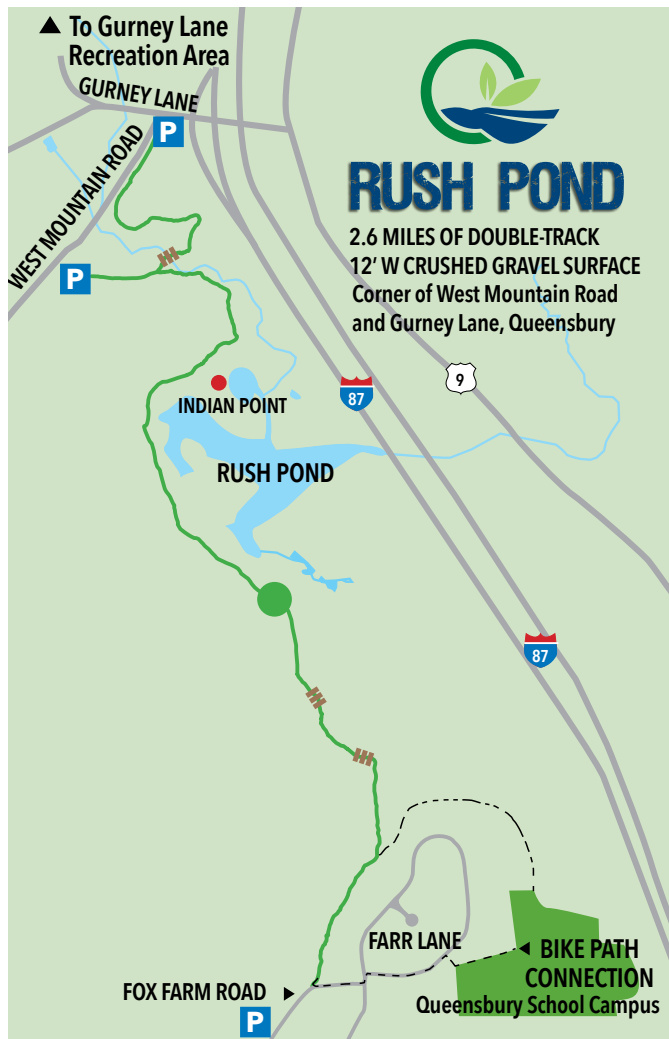 ▲ To Gurney Lane
Recreation Area
GURNEY LANE
P
WEST MOUNTAIN ROAD
RUSH POND
2.6 MILES OF DOUBLE-TRACK
12' W CRUSHED GRAVEL SURFACE
Corner of West Mountain Road
and Gurney Lane, Queensbury
P
9
87
INDIAN POINT
RUSH POND
87
FARR LANE
BIKE PATH
CONNECTION
Queensbury School Campus
FOX FARM ROAD
P